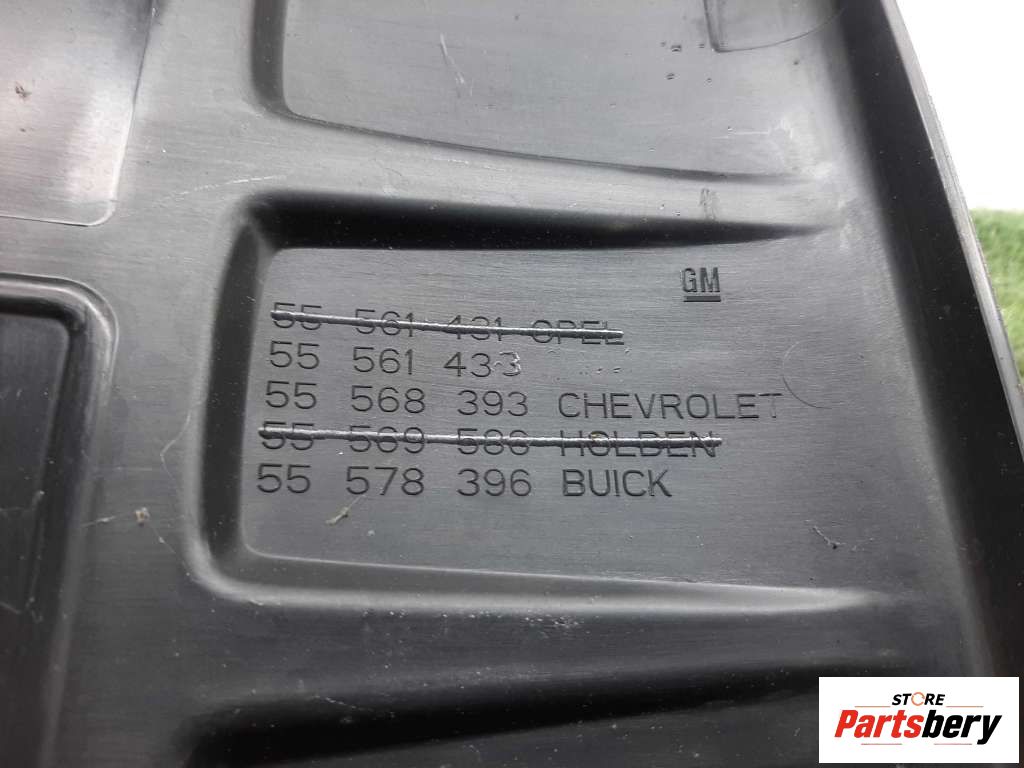 GM
55 561 431 OPEL
55 561 433
55 568 393 CHEVROLET
55 569 586 HOLDEN
55 578 396 BUICK
STORE
Partsbery